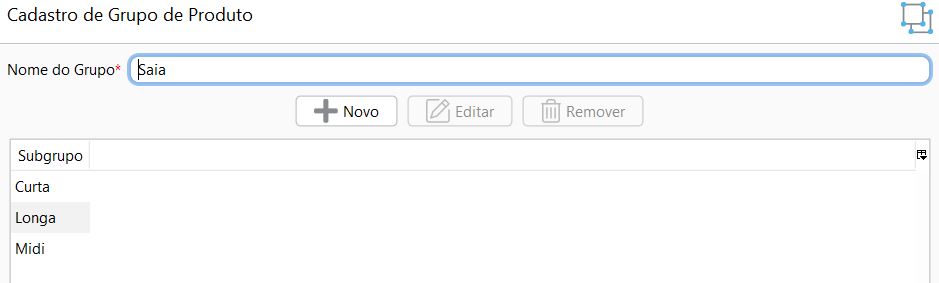 Cadastro de Grupo de Produto
Nome do Grupo* Saia
Novo Editar Remover
Subgrupo
Curta
Longa
Midi